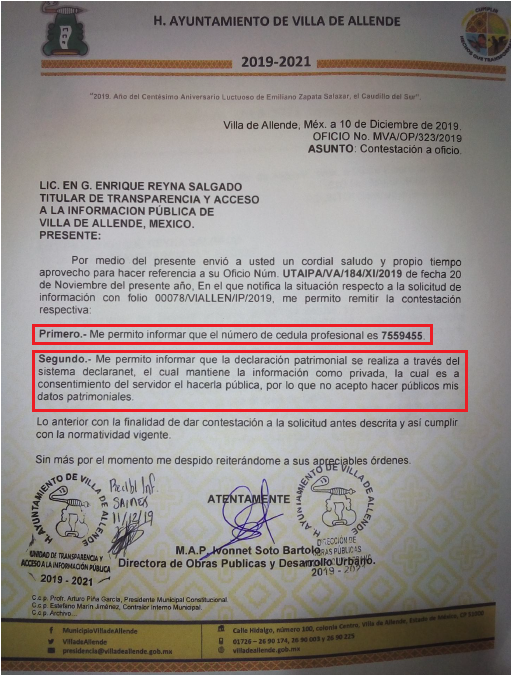 H. AYUNTAMIENTO DE VILLA DE ALLENDE
2019-2021
"2019. Año del Centésimo Aniversario Luctuoso de Emiliano Zapata Salazar, el Caudillo del Sur".
Villa de Allende, Méx. a 10 de Diciembre de 2019.
OFICIO No. MVA/OP/323/2019
ASUNTO: Contestación a oficio.
LIC. EN G. ENRIQUE REYNA SALGADO
TITULAR DE TRANSPARENCIA Y ACCESO
A LA INFORMACION PÚBLICA DE
VILLA DE ALLENDE, MEXICO.
PRESENTE:
Por medio del presente envió a usted un cordial saludo y propio tiempo
aprovecho para hacer referencia a su Oficio Núm. UTAIPA/VA/184/XI/2019 de fecha 20
de Noviembre del presente año, En el que notifica la situación respecto a la solicitud de
información con folio 00078/VIALLEN/IP/2019, me permito remitir la contestación
respectiva:
Primero.- Me permito informar que el número de cedula profesional es 7559455.
Segundo.- Me permito informar que la declaración patrimonial se realiza a través del
sistema declaranet, el cual mantiene la información como privada, la cual es a
consentimiento del servidor el hacerla pública, por lo que no acepto hacer públicos mis
datos patrimoniales.
Lo anterior con la finalidad de dar contestación a la solicitud antes descrita y así cumplir
con la normatividad vigente.
Sin más por el momento me despido reiterándome a sus apreciables órdenes.
H. AYUNTAMIENTO DE VILLA DE ALLENDE
UNIDAD DE TRANSPARENCIA Y
ACCESO A LA INFORMACIÓN PÚBLICA
2019 - 2021
Recibí Inf.
SAIMEX
11/12/19
ATENTAMENTE
H. AYUNTAMIENTO DE VILLA DE ALLENDE
DIRECCIÓN DE
OBRAS PÚBLICAS
2019 - 2021
M.A.P. Ivonnet Soto Bartolo
Directora de Obras Publicas y Desarrollo Urbano.
C.c.p. Profr. Arturo Piña García, Presidente Municipal Constitucional.
C.c.p. Estefano Marín Jiménez, Contralor Interno Municipal.
C.c.p. Archivo...
MunicipioVilladeAllende
VilladeAllende
presidencia@villadeallende.gob.mx
Calle Hidalgo, número 100, colonia Centro, Villa de Allende, Estado de México, CP
01726 - 26 90 174, 26 90 003 y 26 90 223
villadeallende.gob.mx